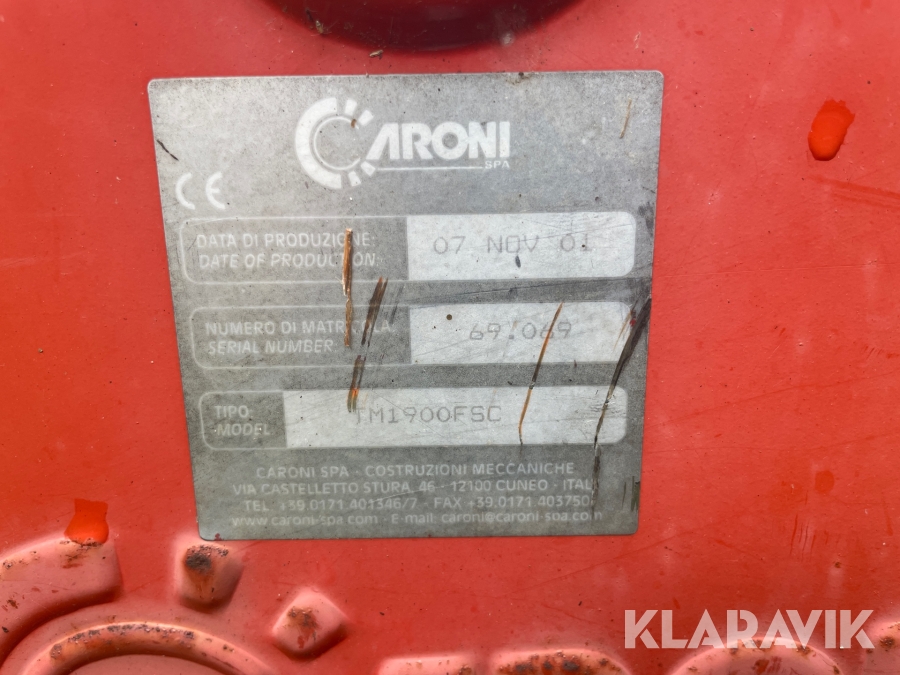 CARONI
SPA
CE
DATA DI PRODUZIONE: 07 NOV 01
DATE OF PRODUCTION:
NUMERO DI MATRICOLA: 69.069
SERIAL NUMBER:
TIPO: TM1900FSC
MODEL:
CARONI SPA - COSTRUZIONI MECCANICHE
VIA CASTELLETTO STURA, 46 - 12100 CUNEO - ITAL
TEL +39 0171 401346/7 - FAX +39.0171 403750
www.caroni-spa.com - E-mail: caroni@caroni-spa.com
KLARAVIK